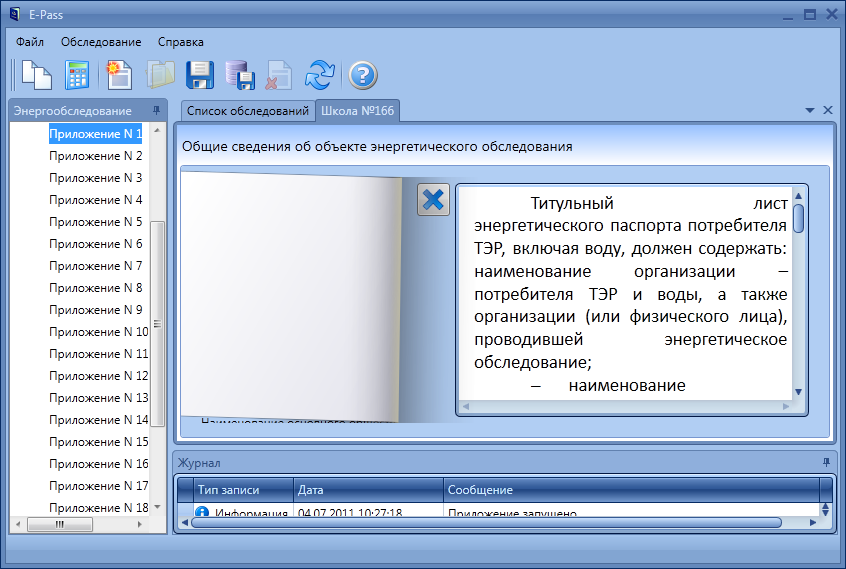 E-Pass
Файл Обследование Справка
Энергообследование
Приложение N 1
Приложение N 2
Приложение N 3
Приложение N 4
Приложение N 5
Приложение N 6
Приложение N 7
Приложение N 8
Приложение N 9
Приложение N 10
Приложение N 11
Приложение N 12
Приложение N 13
Приложение N 14
Приложение N 15
Приложение N 16
Приложение N 17
Приложение N 18
Список обследований Школа №166
Общие сведения об объекте энергетического обследования
Титульный лист
энергетического паспорта потребителя
ТЭР, включая воду, должен содержать:
наименование организации –
потребителя ТЭР и воды, а также
организации (или физического лица),
проводившей энергетическое
обследование;
– наименование
Наименование основного
Журнал
Тип записи Дата Сообщение
Информация 04.07.2011 10:27:18 Приложение запущено